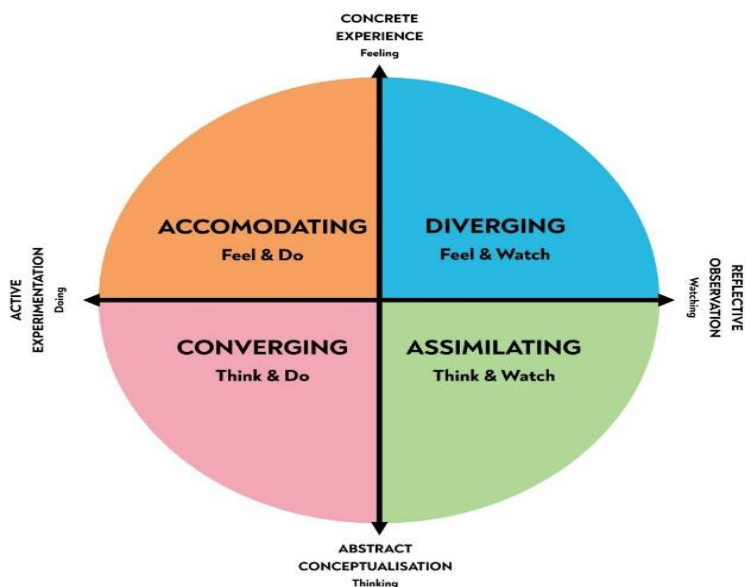 CONCRETE
EXPERIENCE
Feeling
ACCOMODATING
Feel & Do
DIVERGING
Feel & Watch
ACTIVE
EXPERIMENTATION
Doing
REFLECTIVE
OBSERVATION
Watching
CONVERGING
Think & Do
ASSIMILATING
Think & Watch
ABSTRACT
CONCEPTUALISATION
Thinking